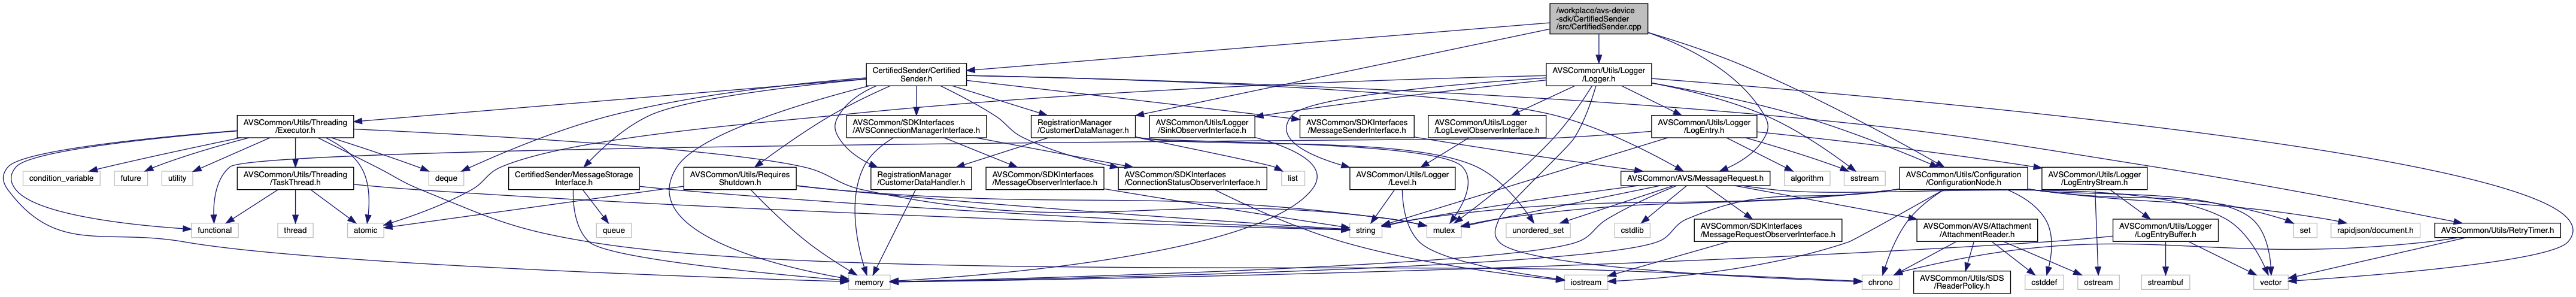 /workplace/avs-device
-sdk/CertifiedSender
/src/CertifiedSender.cpp
CertifiedSender/Certified
Sender.h
AVSCommon/Utils/Logger
/Logger.h
AVSCommon/Utils/Threading
/Executor.h
AVSCommon/SDKInterfaces
/AVSConnectionManagerInterface.h
RegistrationManager
/CustomerDataManager.h
AVSCommon/Utils/Logger
/SinkObserverInterface.h
AVSCommon/SDKInterfaces
/MessageSenderInterface.h
AVSCommon/Utils/Logger
/LogLevelObserverInterface.h
AVSCommon/Utils/Logger
/LogEntry.h
condition_variable
future
utility
AVSCommon/Utils/Threading
/TaskThread.h
deque
CertifiedSender/MessageStorage
Interface.h
AVSCommon/Utils/Requires
Shutdown.h
RegistrationManager
/CustomerDataHandler.h
AVSCommon/SDKInterfaces
/MessageObserverInterface.h
AVSCommon/SDKInterfaces
/ConnectionStatusObserverInterface.h
list
AVSCommon/Utils/Logger
/Level.h
AVSCommon/AVS/MessageRequest.h
algorithm
sstream
AVSCommon/Utils/Configuration
/ConfigurationNode.h
AVSCommon/Utils/Logger
/LogEntryStream.h
functional
thread
atomic
queue
string
mutex
unordered_set
cstdlib
AVSCommon/SDKInterfaces
/MessageRequestObserverInterface.h
AVSCommon/AVS/Attachment
/AttachmentReader.h
AVSCommon/Utils/Logger
/LogEntryBuffer.h
set
rapidjson/document.h
AVSCommon/Utils/RetryTimer.h
memory
iostream
chrono
AVSCommon/Utils/SDS
/ReaderPolicy.h
cstddef
ostream
streambuf
vector